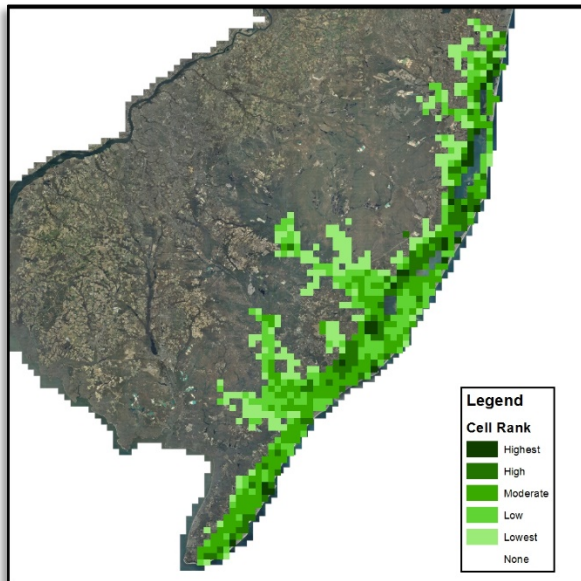 Legend
Cell Rank
Highest
High
Moderate
Low
Lowest
None